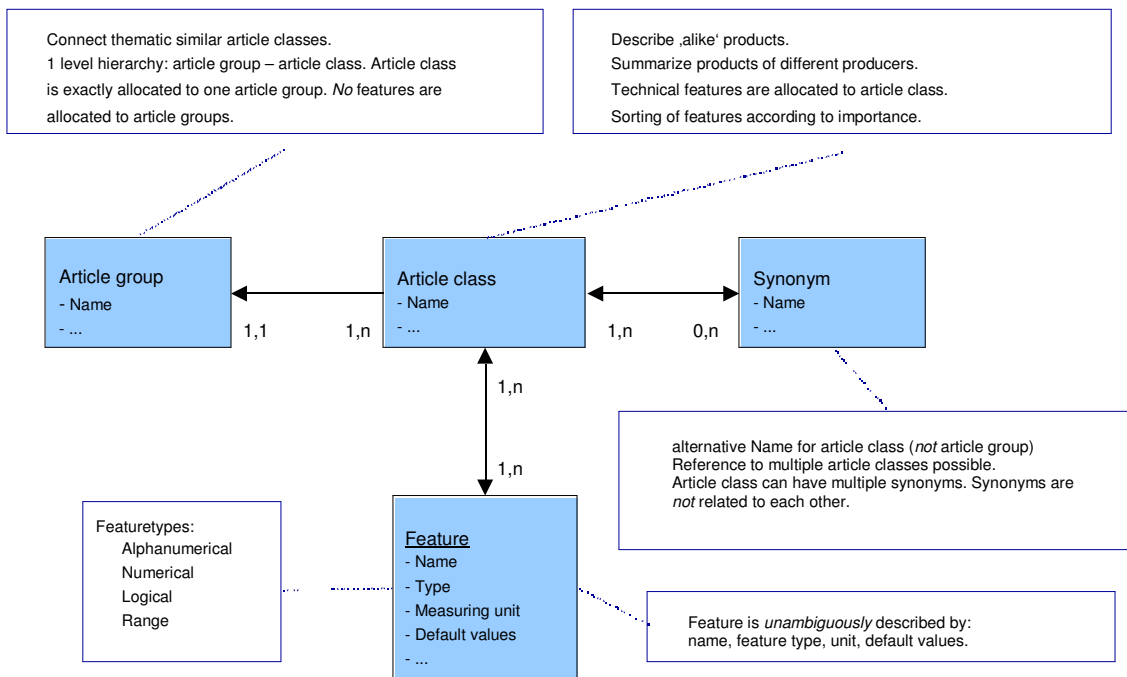 Connect thematic similar article classes.
1 level hierarchy: article group – article class. Article class
is exactly allocated to one article group. No features are
allocated to article groups.
Describe ‚alike‘ products.
Summarize products of different producers.
Technical features are allocated to article class.
Sorting of features according to importance.
Article group
- Name
- ...
Article class
- Name
- ...
Synonym
- Name
- ...
1,1
1,n
1,n
0,n
1,n
1,n
alternative Name for article class (not article group)
Reference to multiple article classes possible.
Article class can have multiple synonyms. Synonyms are
not related to each other.
Featuretypes:
Alphanumerical
Numerical
Logical
Range
Feature
- Name
- Type
- Measuring unit
- Default values
- ...
Feature is unambiguously described by:
name, feature type, unit, default values.